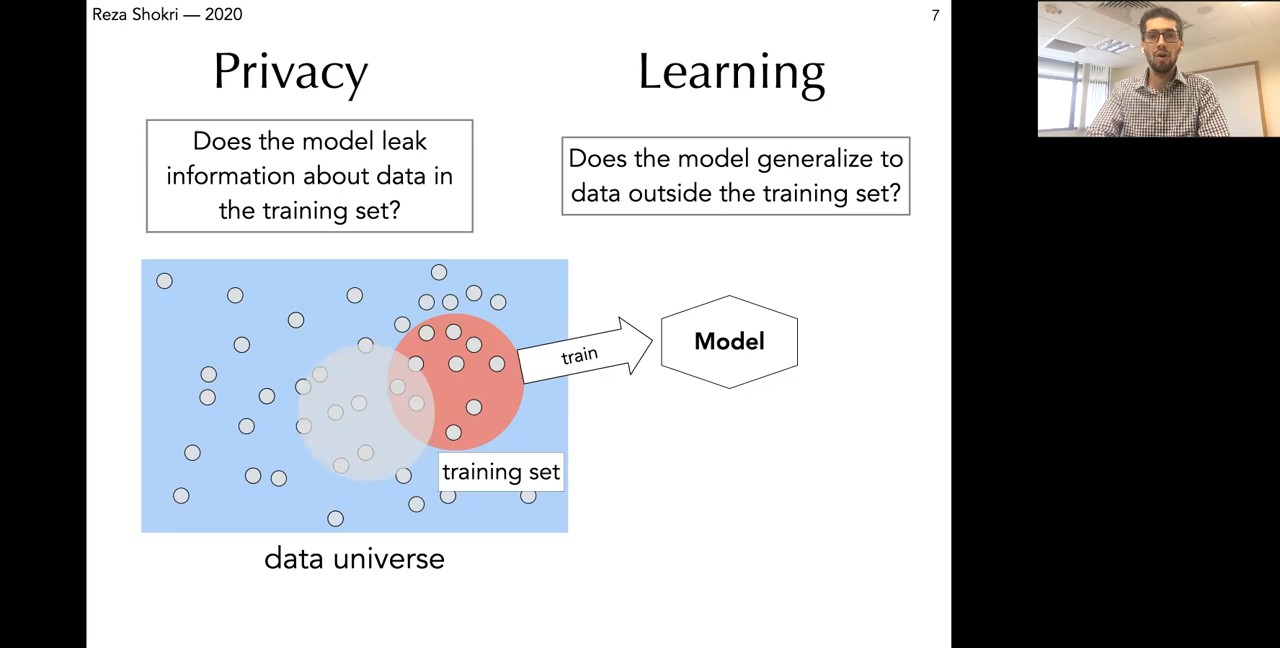 Reza Shokri — 2020
7
Privacy
Learning
Does the model leak
information about data in
the training set?
Does the model generalize to
data outside the training set?
train
Model
training set
data universe